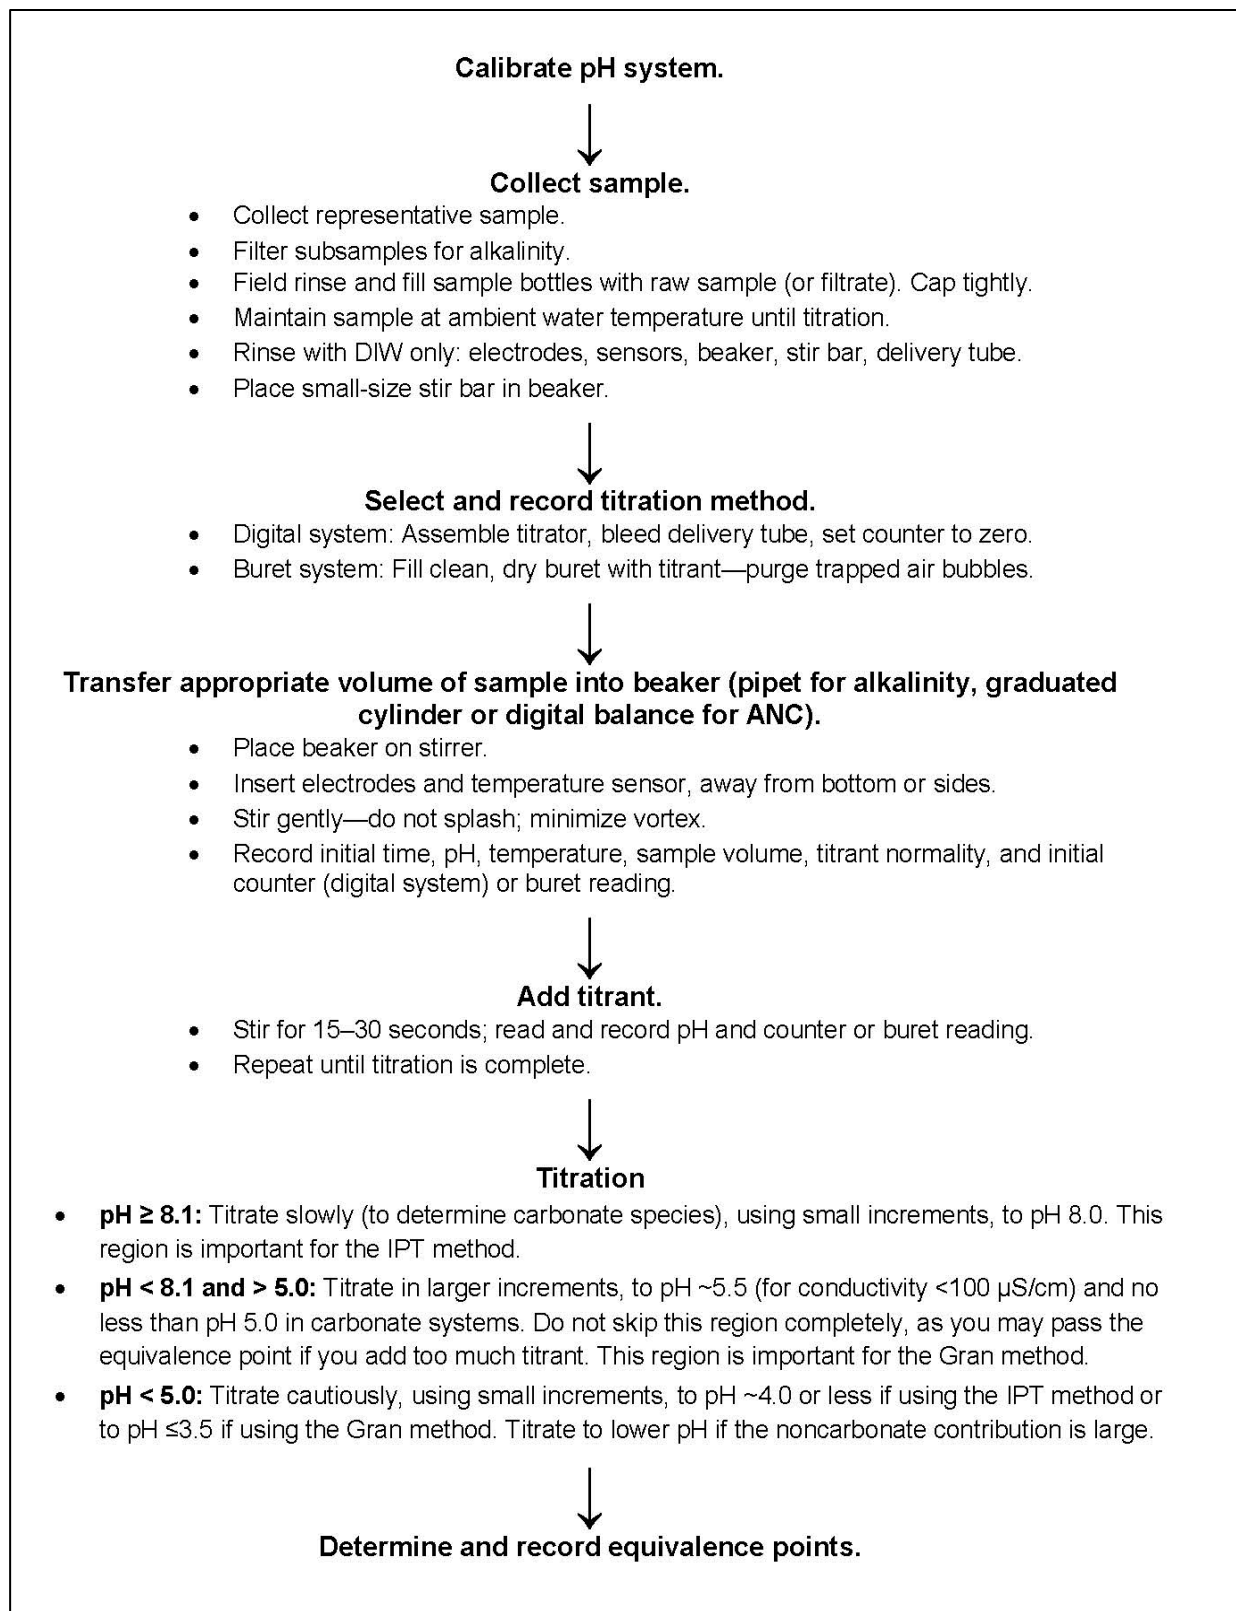 Calibrate pH system.
Collect sample.
• Collect representative sample.
• Filter subsamples for alkalinity.
• Field rinse and fill sample bottles with raw sample (or filtrate). Cap tightly.
• Maintain sample at ambient water temperature until titration.
• Rinse with DIW only: electrodes, sensors, beaker, stir bar, delivery tube.
• Place small-size stir bar in beaker.
Select and record titration method.
• Digital system: Assemble titrator, bleed delivery tube, set counter to zero.
• Buret system: Fill clean, dry buret with titrant—purge trapped air bubbles.
Transfer appropriate volume of sample into beaker (pipet for alkalinity, graduated
cylinder or digital balance for ANC).
• Place beaker on stirrer.
• Insert electrodes and temperature sensor, away from bottom or sides.
• Stir gently—do not splash; minimize vortex.
• Record initial time, pH, temperature, sample volume, titrant normality, and initial
counter (digital system) or buret reading.
Add titrant.
• Stir for 15–30 seconds; read and record pH and counter or buret reading.
• Repeat until titration is complete.
Titration
• pH ≥ 8.1: Titrate slowly (to determine carbonate species), using small increments, to pH 8.0. This
region is important for the IPT method.
• pH < 8.1 and > 5.0: Titrate in larger increments, to pH ~5.5 (for conductivity <100 µS/cm) and no
less than pH 5.0 in carbonate systems. Do not skip this region completely, as you may pass the
equivalence point if you add too much titrant. This region is important for the Gran method.
• pH < 5.0: Titrate cautiously, using small increments, to pH ~4.0 or less if using the IPT method or
to pH ≤3.5 if using the Gran method. Titrate to lower pH if the noncarbonate contribution is large.
Determine and record equivalence points.